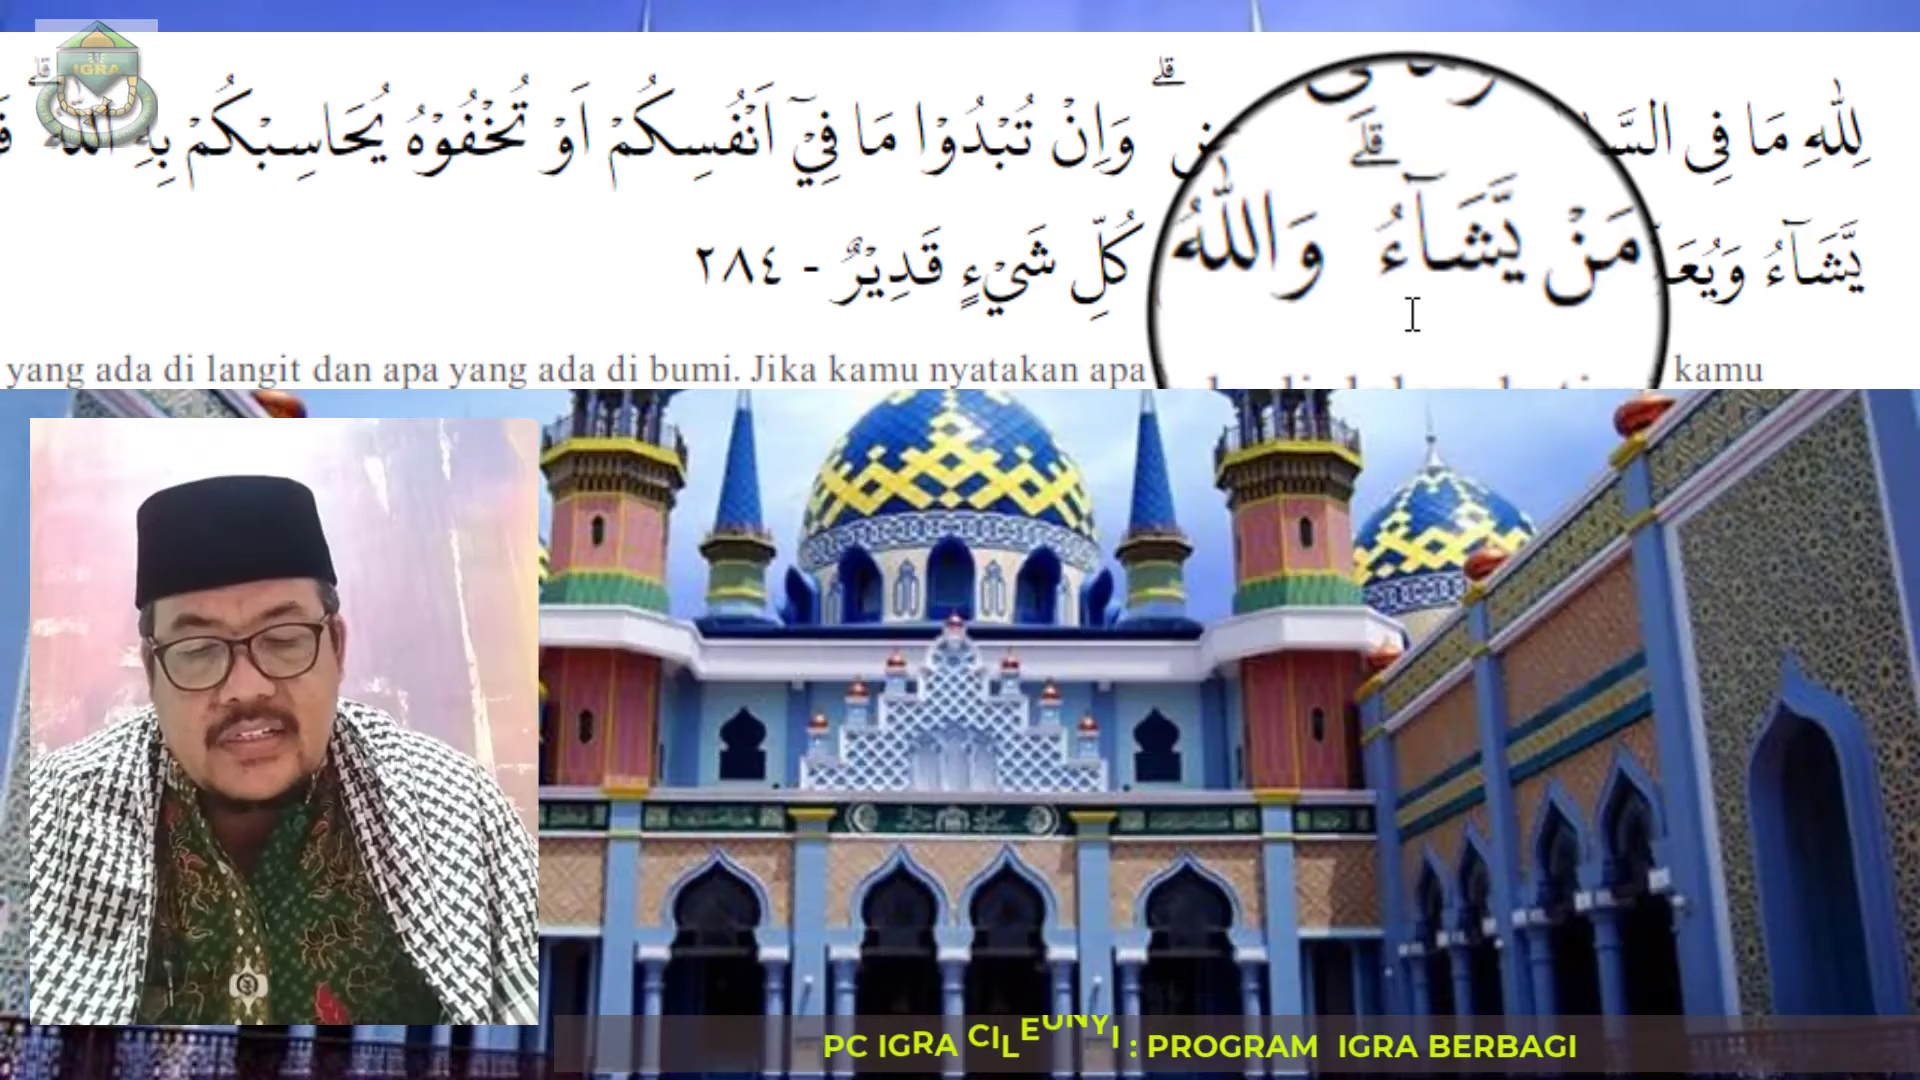 IGRA
لِلّٰهِ مَا فِى السَّ ۗ وَاِنْ تُبْدُوْا مَا فِيْٓ اَنْفُسِكُمْ اَوْ تُخْفُوْهُ يُحَاسِبْكُمْ بِهِ اللّٰهُ ۗ
يَّشَاۤءُ وَيُعَذِّ مَنْ يَّشَاۤءُ ۗ وَاللّٰهُ كُلِّ شَيْءٍ قَدِيْرٌ - ٢٨٤
yang ada di langit dan apa yang ada di bumi. Jika kamu nyatakan apa kamu
PC IGRA CILEUNYI : PROGRAM IGRA BERBAGI